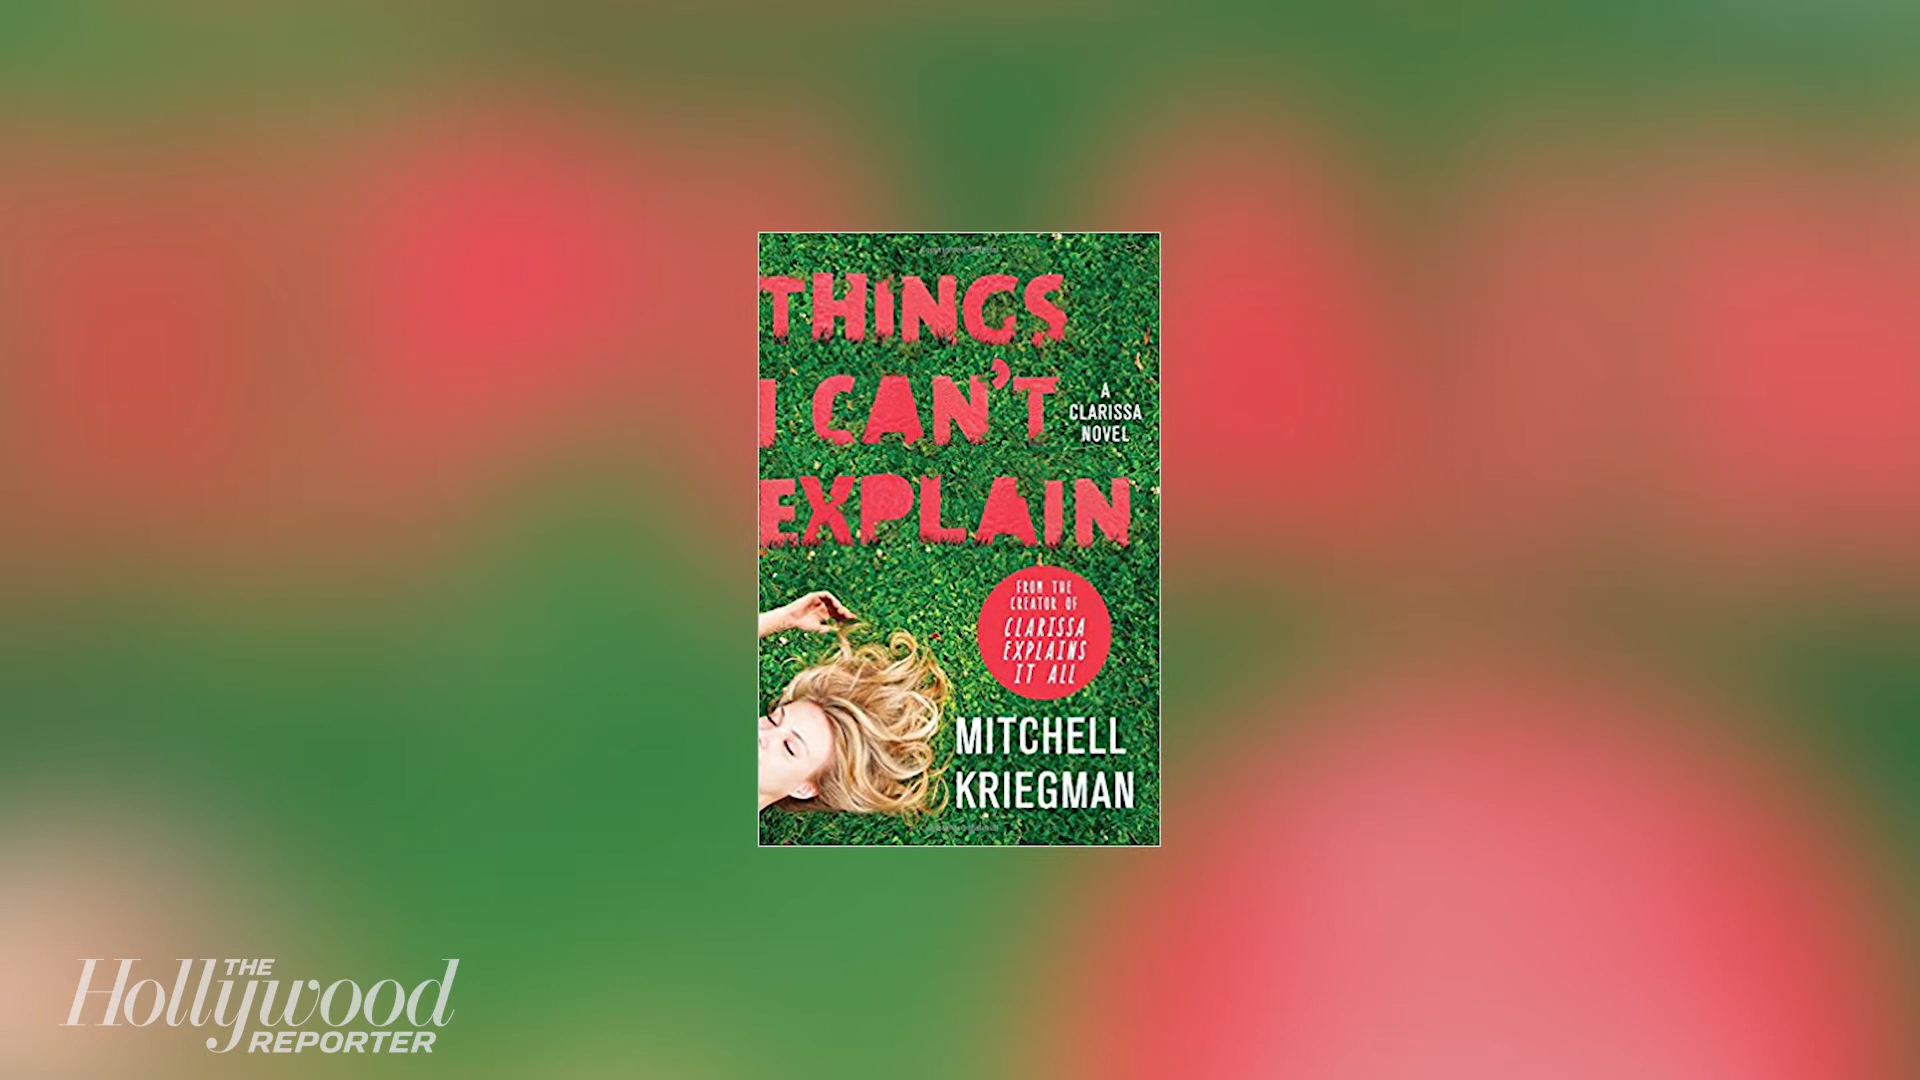 THINGS
I CAN'T
EXPLAIN
A
CLARISSA
NOVEL
FROM THE
CREATOR OF
CLARISSA
EXPLAINS
IT ALL
MITCHELL
KRIEGMAN
THE
Hollywood
REPORTER